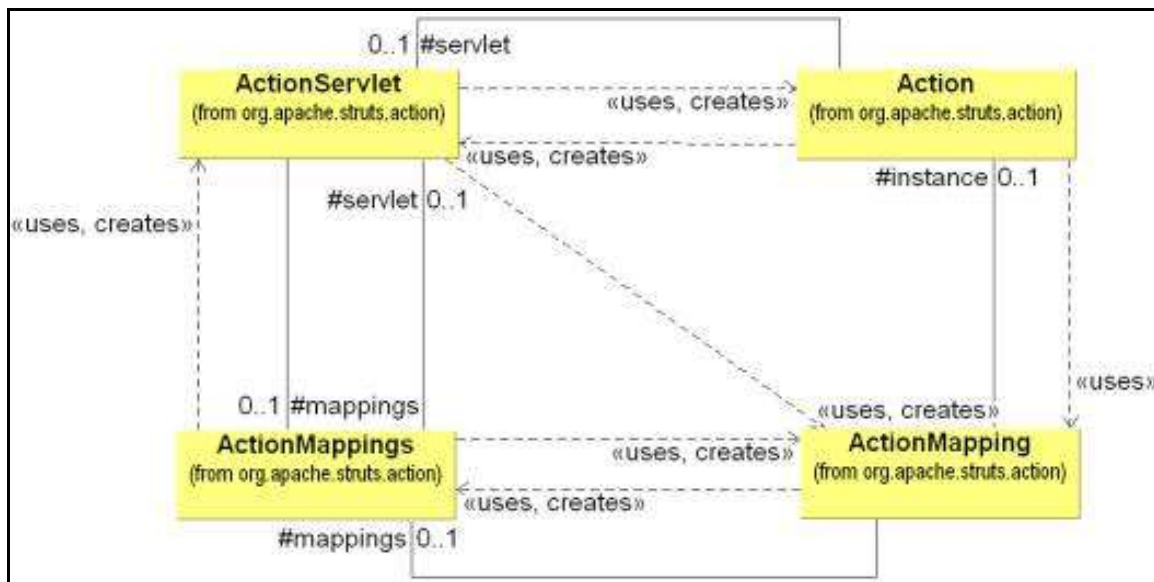 0..1 #servlet
ActionServlet
(from org.apache.struts.action)
«uses, creates»
Action
(from org.apache.struts.action)
«uses, creates»
#servlet 0..1
#instance 0..1
«uses, creates»
«uses»
0..1 #mappings
«uses, creates»
ActionMappings
(from org.apache.struts.action)
«uses, creates»
ActionMapping
(from org.apache.struts.action)
«uses, creates»
#mappings 0..1